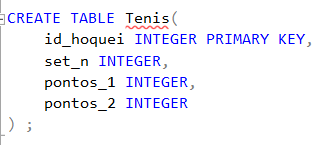 CREATE TABLE Tenis(
id_hoquei INTEGER PRIMARY KEY,
set_n INTEGER,
pontos_1 INTEGER,
pontos_2 INTEGER
) ;